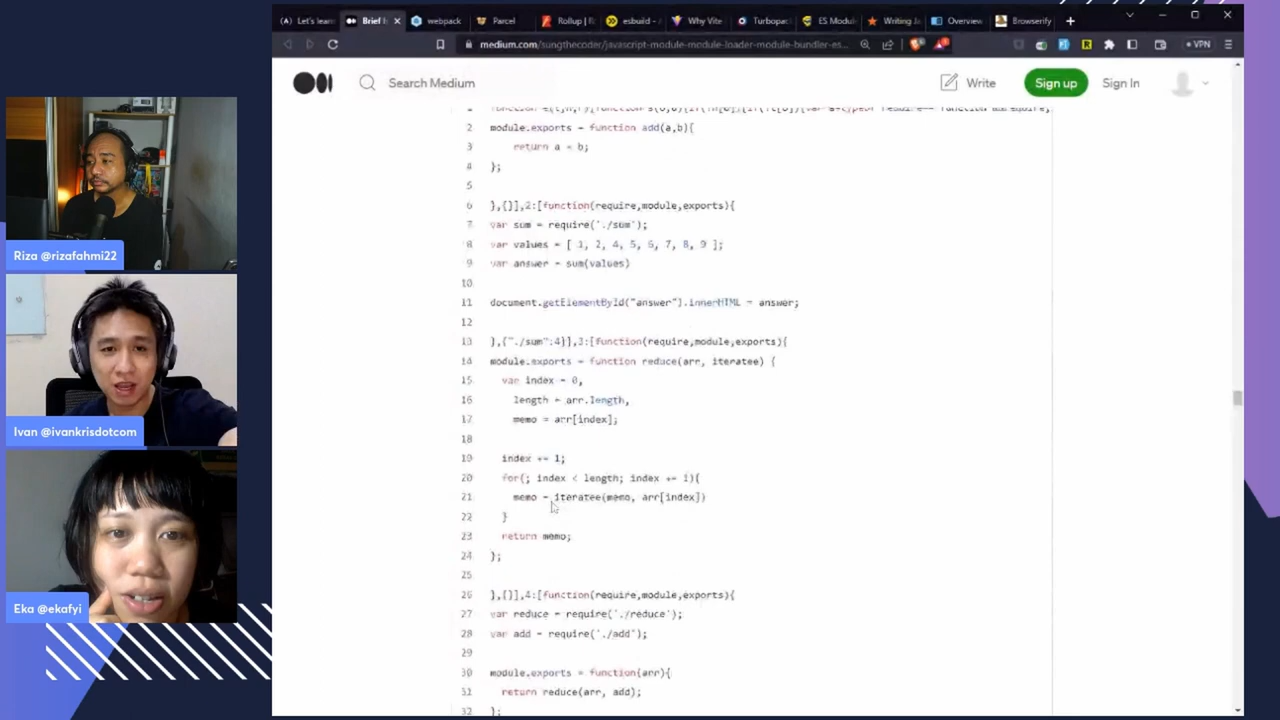 Let's learn
Brief
webpack
Parcel
Rollup | R
esbuild - A
Why Vite
Turbopac
ES Modul
Writing Ja
Overview
Browserify
medium.com/sungthecoder/javascript-module-module-loader-module-bundler-es...
VPN
Search Medium
Write
Sign up
Sign In
1
2 module.exports = function add(a,b){
3 return a + b;
4 };
5
6 },{}],2:[function(require,module,exports){
7 var sum = require('./sum');
8 var values = [ 1, 2, 4, 5, 6, 7, 8, 9 ];
9 var answer = sum(values)
10
11 document.getElementById("answer").innerHTML = answer;
12
13 },{"./sum":4}],3:[function(require,module,exports){
14 module.exports = function reduce(arr, iteratee) {
15 var index = 0,
16 length = arr.length,
17 memo = arr[index];
18
19 index += 1;
20 for(; index < length; index += 1){
21 memo = iteratee(memo, arr[index])
22 }
23 return memo;
24 };
25
26 },{}],4:[function(require,module,exports){
27 var reduce = require('./reduce');
28 var add = require('./add');
29
30 module.exports = function(arr){
31 return reduce(arr, add);
32 };
Riza @rizafahmi22
Ivan @ivankrisdotcom
Eka @ekafyi